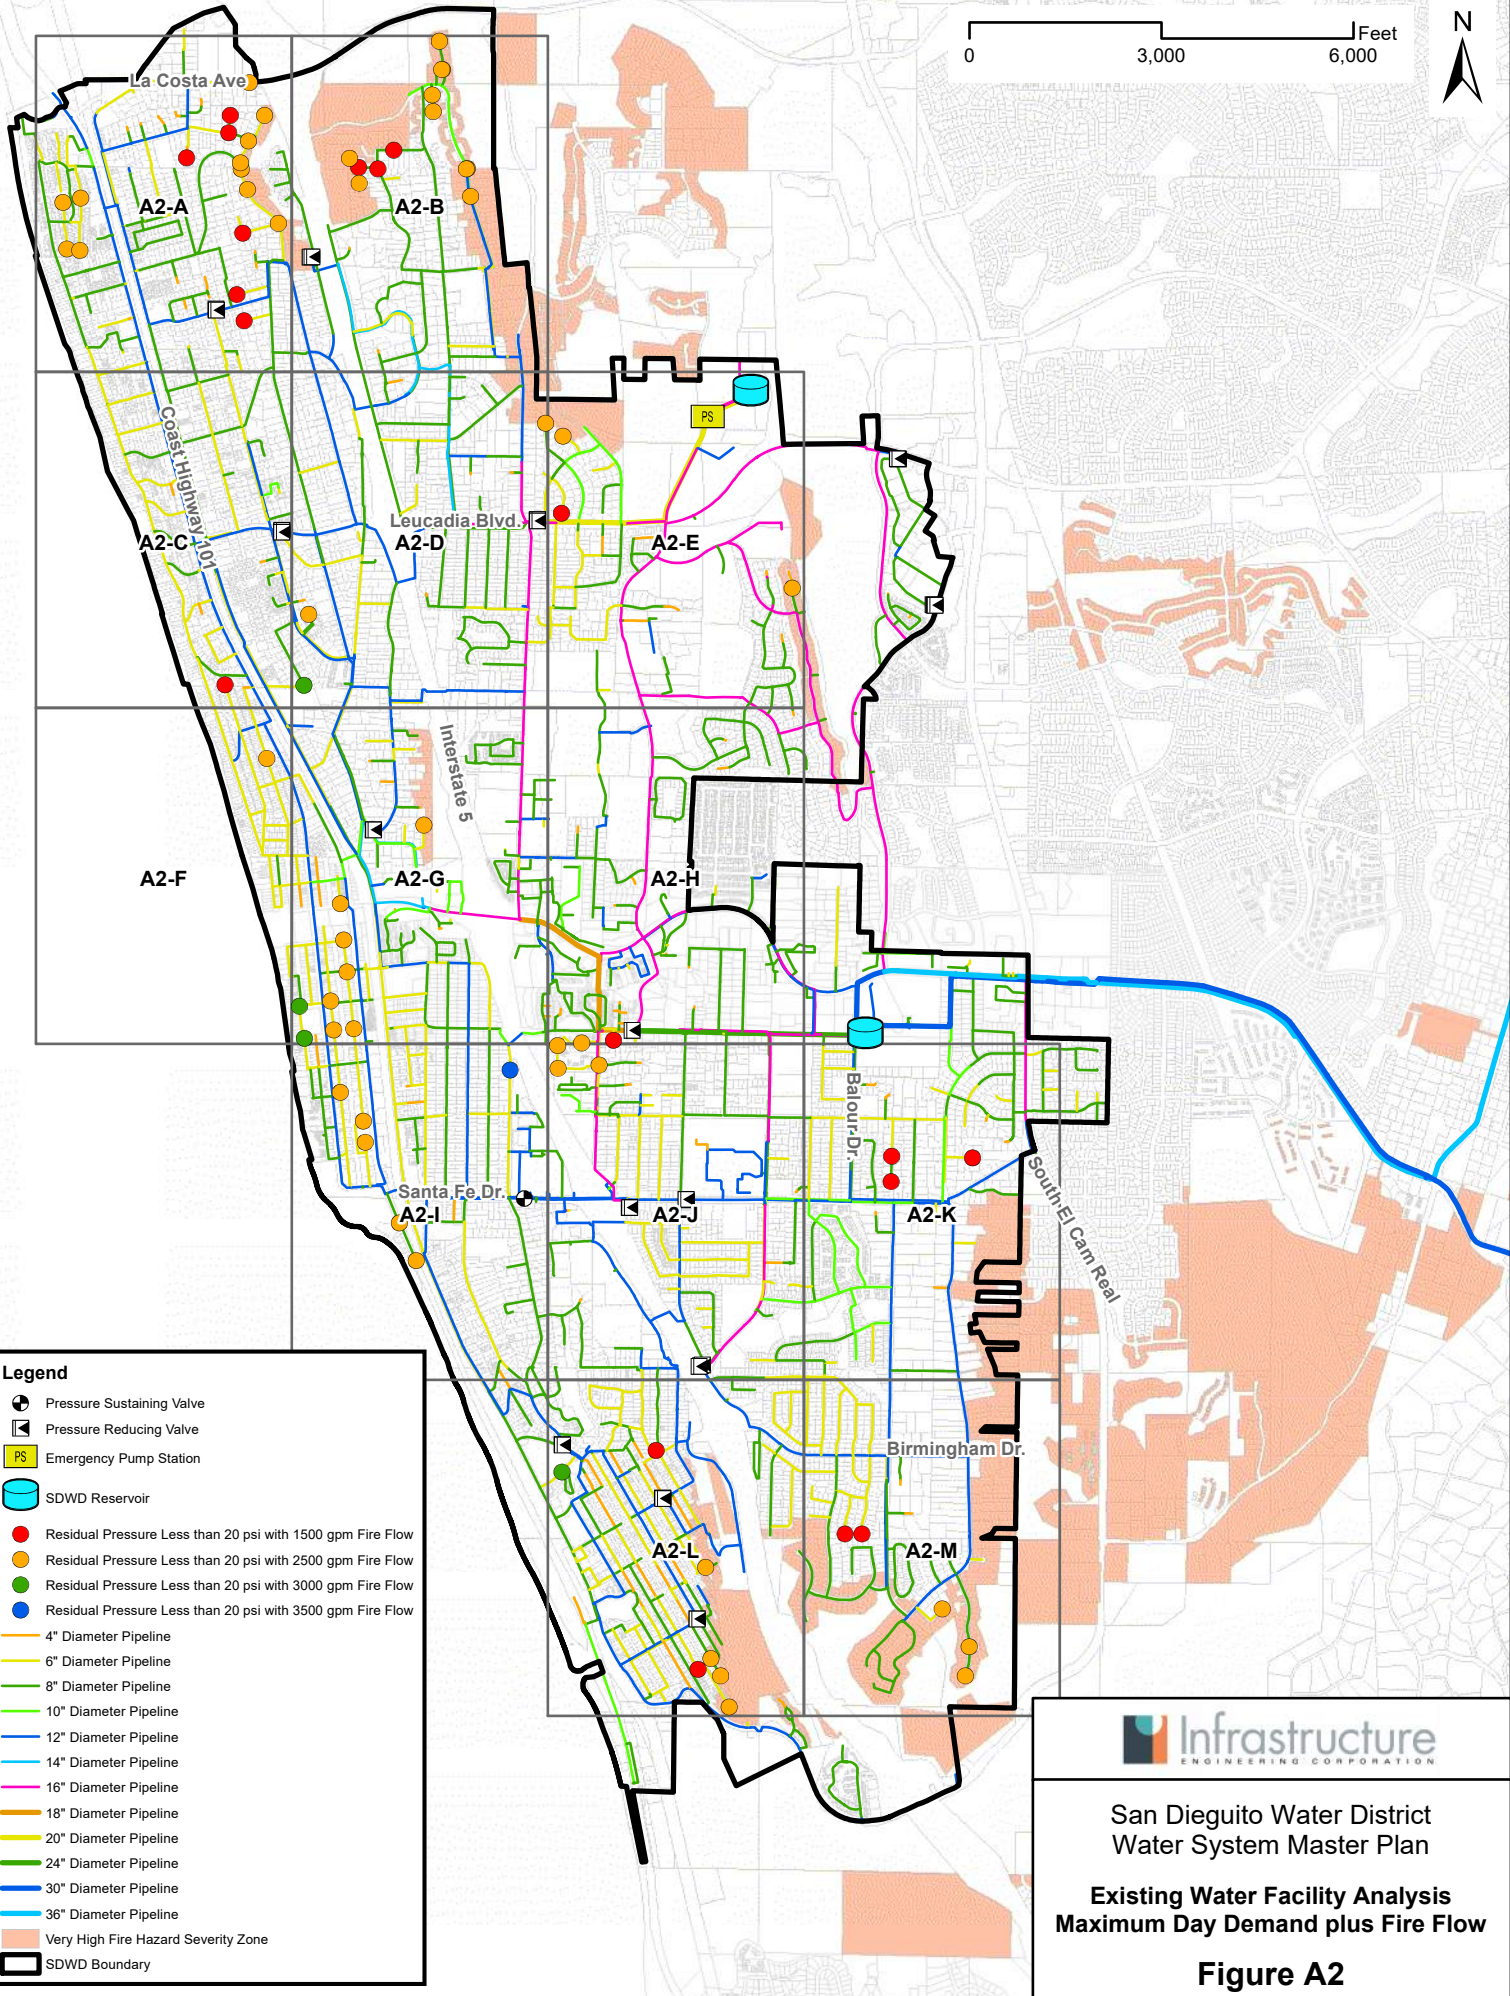 Feet
0
3,000
6,000
N
La Costa Ave
A2-A
A2-B
Coast Highway 101
Leucadia Blvd.
PS
A2-C
A2-D
A2-E
Interstate 5
A2-F
A2-G
A2-H
Balour Dr.
Santa Fe Dr.
A2-I
A2-J
A2-K
South El Cam Real
Birmingham Dr.
A2-L
A2-M
Legend
Pressure Sustaining Valve
Pressure Reducing Valve
PS Emergency Pump Station
SDWD Reservoir
Residual Pressure Less than 20 psi with 1500 gpm Fire Flow
Residual Pressure Less than 20 psi with 2500 gpm Fire Flow
Residual Pressure Less than 20 psi with 3000 gpm Fire Flow
Residual Pressure Less than 20 psi with 3500 gpm Fire Flow
4" Diameter Pipeline
6" Diameter Pipeline
8" Diameter Pipeline
10" Diameter Pipeline
12" Diameter Pipeline
14" Diameter Pipeline
16" Diameter Pipeline
18" Diameter Pipeline
20" Diameter Pipeline
24" Diameter Pipeline
30" Diameter Pipeline
36" Diameter Pipeline
Very High Fire Hazard Severity Zone
SDWD Boundary
Infrastructure
ENGINEERING CORPORATION
San Dieguito Water District
Water System Master Plan
Existing Water Facility Analysis
Maximum Day Demand plus Fire Flow
Figure A2